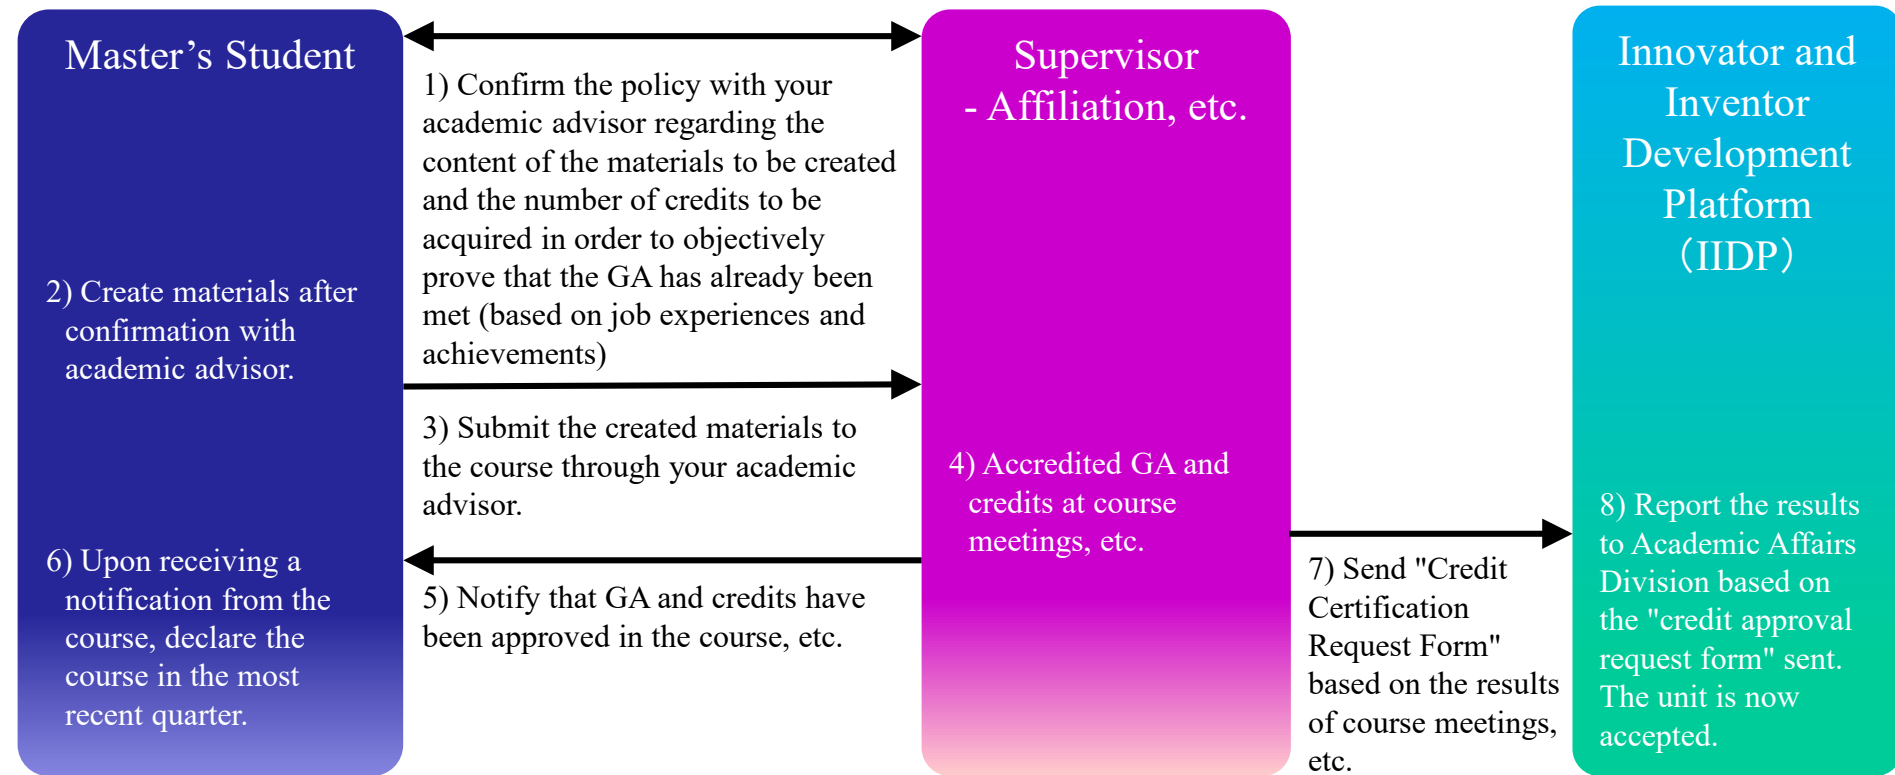 Master’s Student
Supervisor
- Affiliation, etc.
Innovator and
Inventor
Development
Platform
（IIDP）
1) Confirm the policy with your
academic advisor regarding the
content of the materials to be created
and the number of credits to be
acquired in order to objectively
prove that the GA has already been
met (based on job experiences and
achievements)
2) Create materials after
confirmation with
academic advisor.
3) Submit the created materials to
the course through your academic
advisor.
4) Accredited GA and
credits at course
meetings, etc.
5) Notify that GA and credits have
been approved in the course, etc.
6) Upon receiving a
notification from the
course, declare the
course in the most
recent quarter.
7) Send "Credit
Certification
Request Form"
based on the results
of course meetings,
etc.
8) Report the results
to Academic Affairs
Division based on
the "credit approval
request form" sent.
The unit is now
accepted.